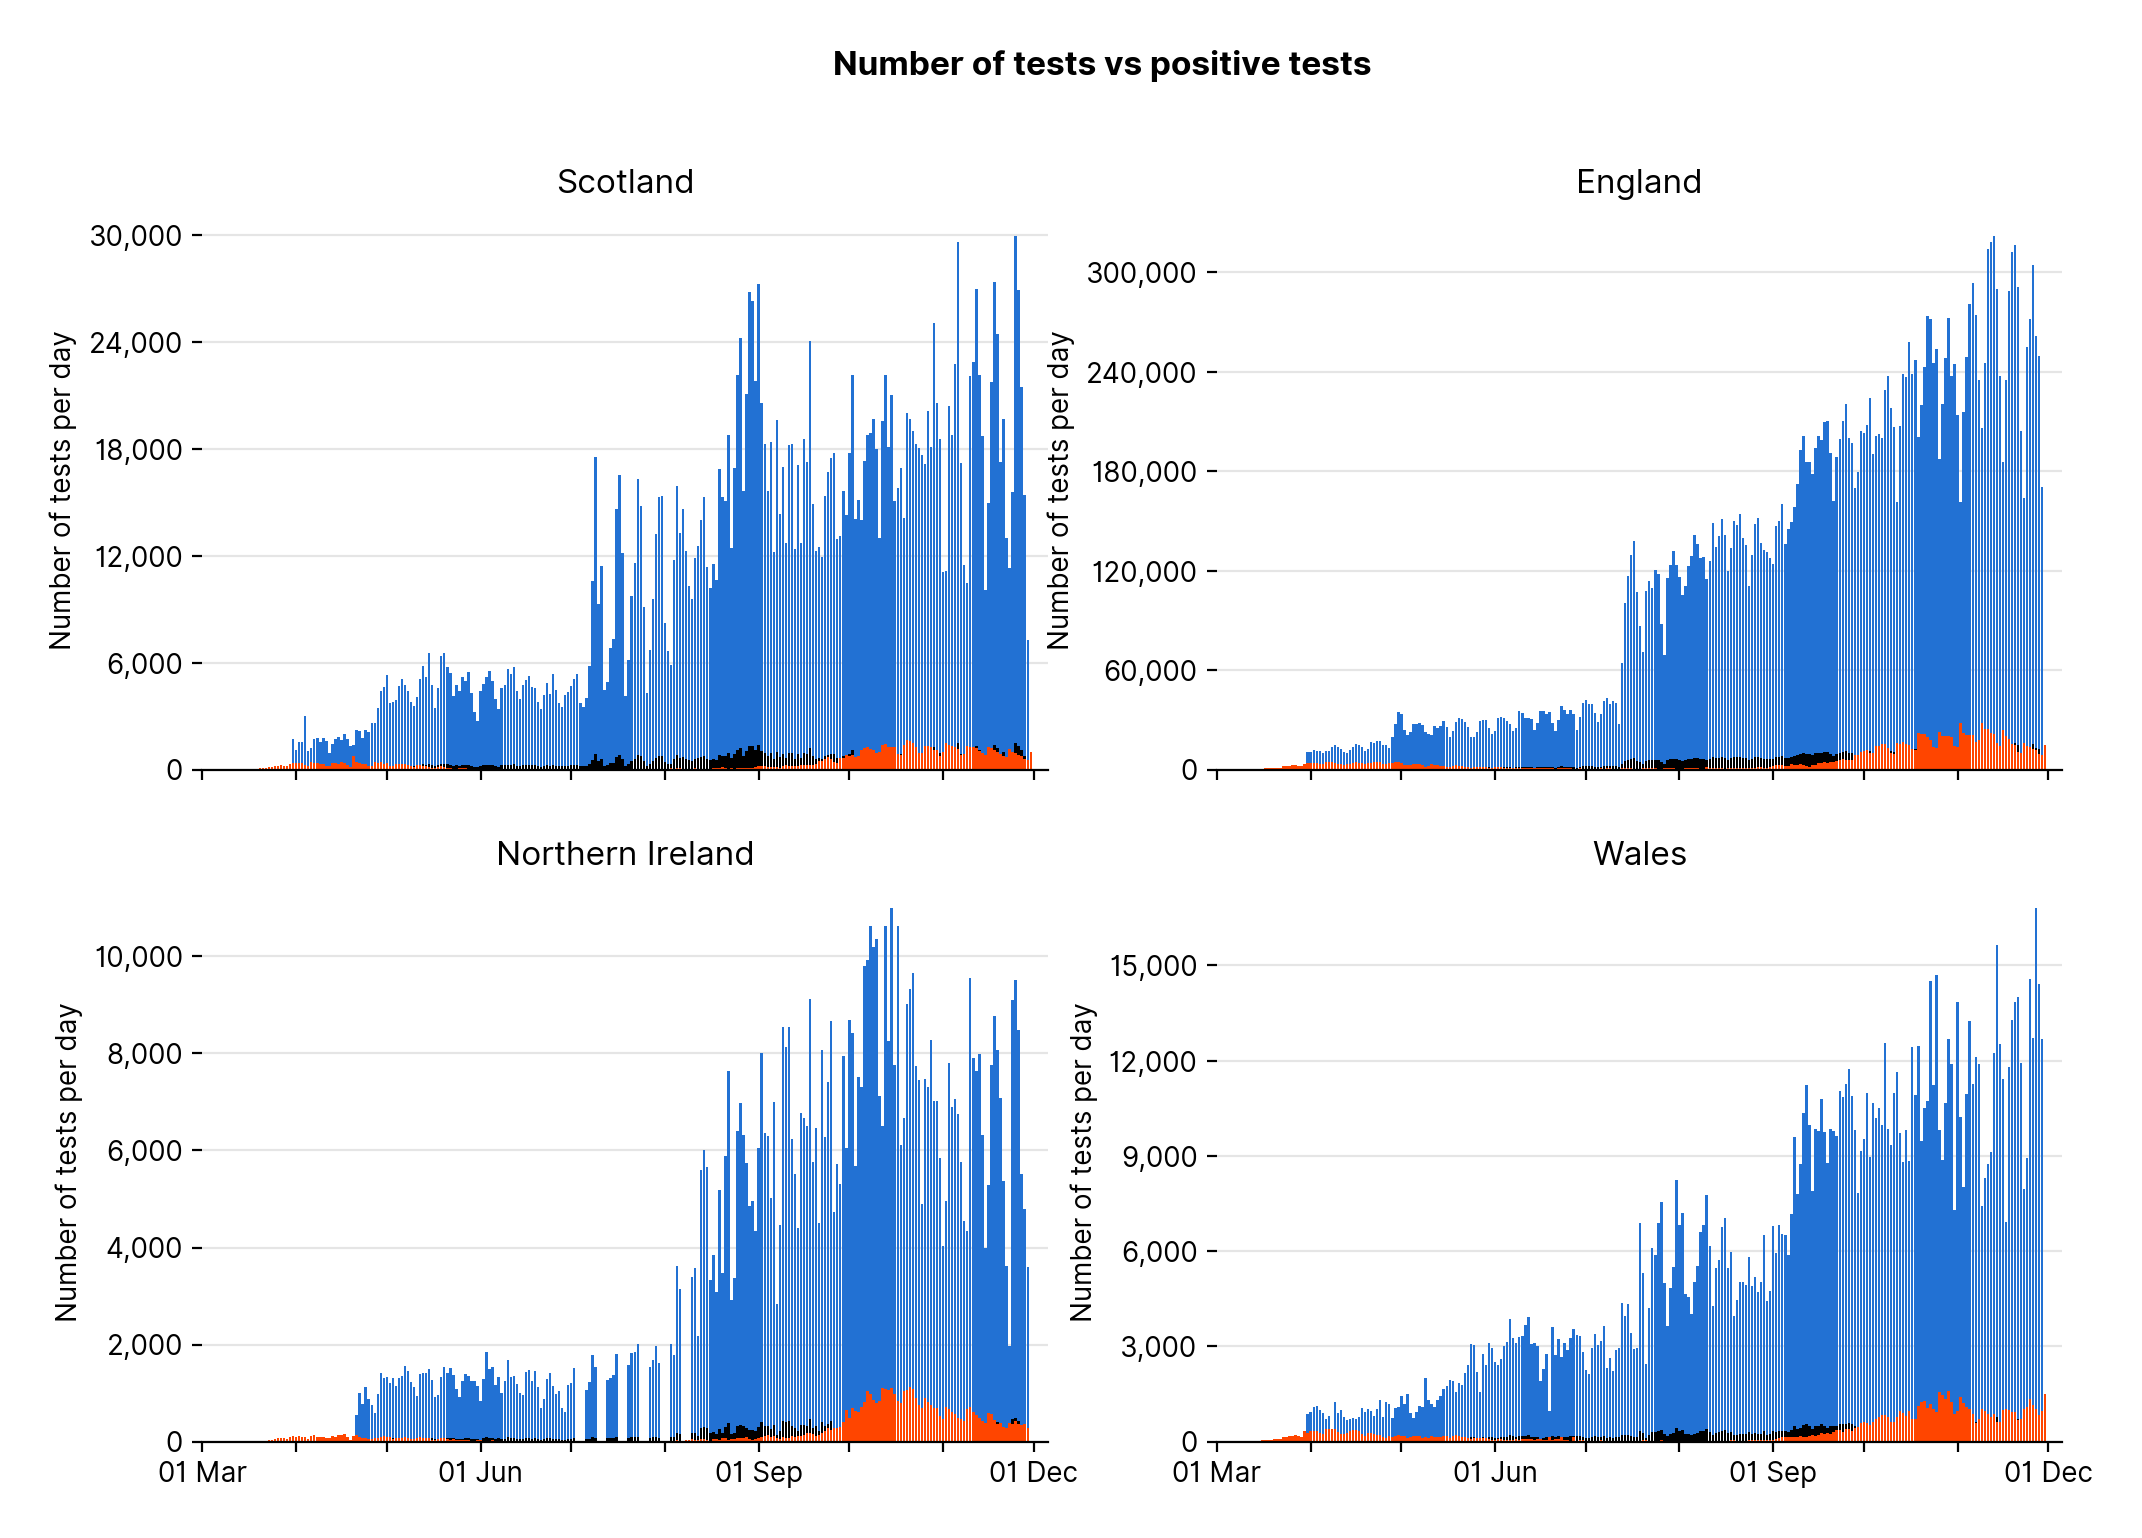 Number of tests vs positive tests
Scotland
England
Number of tests per day
30,000
24,000
18,000
12,000
6,000
0
Number of tests per day
300,000
240,000
180,000
120,000
60,000
0
Northern Ireland
Wales
Number of tests per day
10,000
8,000
6,000
4,000
2,000
0
01 Mar
01 Jun
01 Sep
01 Dec
Number of tests per day
15,000
12,000
9,000
6,000
3,000
0
01 Mar
01 Jun
01 Sep
01 Dec